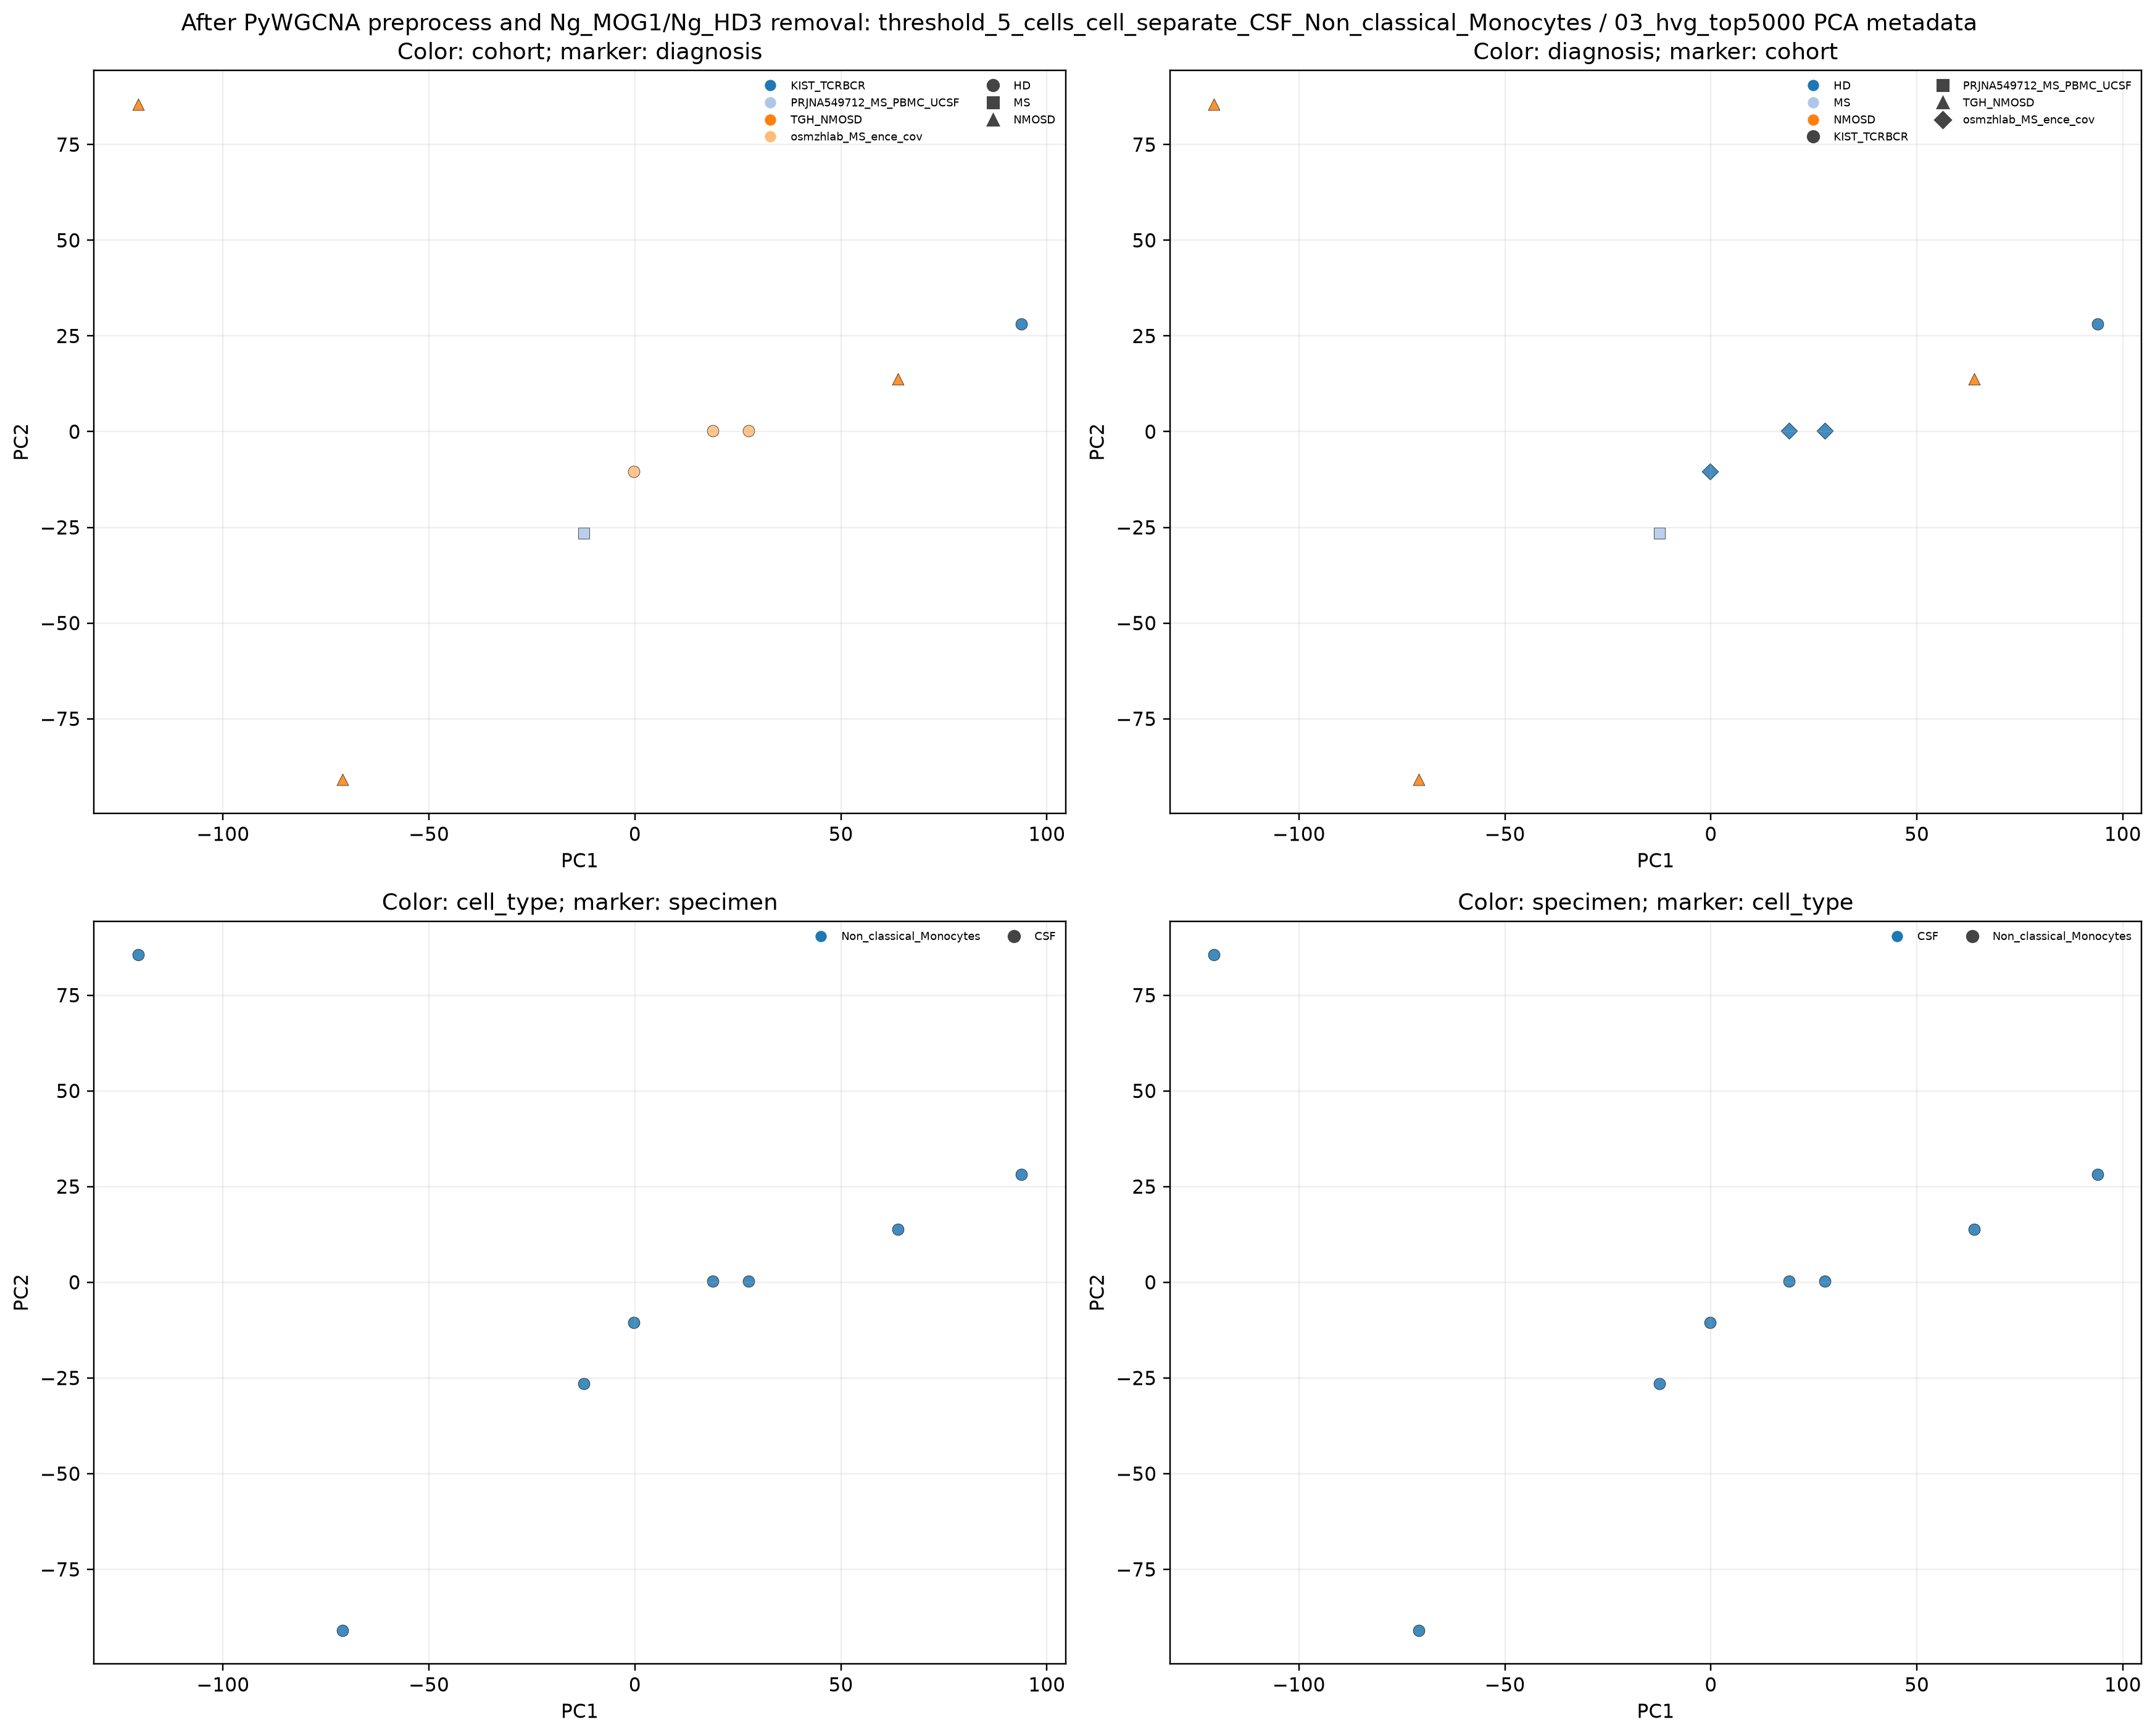 After PyWGCNA preprocess and Ng_MOG1/Ng_HD3 removal: threshold_5_cells_cell_separate_CSF_Non_classical_Monocytes / 03_hvg_top5000 PCA metadata
Color: cohort; marker: diagnosis
KIST_TCRBCR
PRJNA549712_MS_PBMC_UCSF
TGH_NMOSD
osmzhlab_MS_ence_cov
HD
MS
NMOSD
75
50
25
0
−25
−50
−75
PC2
−100
−50
0
50
100
PC1
Color: diagnosis; marker: cohort
HD
MS
NMOSD
KIST_TCRBCR
PRJNA549712_MS_PBMC_UCSF
TGH_NMOSD
osmzhlab_MS_ence_cov
75
50
25
0
−25
−50
−75
PC2
−100
−50
0
50
100
PC1
Color: cell_type; marker: specimen
Non_classical_Monocytes
CSF
75
50
25
0
−25
−50
−75
PC2
−100
−50
0
50
100
PC1
Color: specimen; marker: cell_type
CSF
Non_classical_Monocytes
75
50
25
0
−25
−50
−75
PC2
−100
−50
0
50
100
PC1